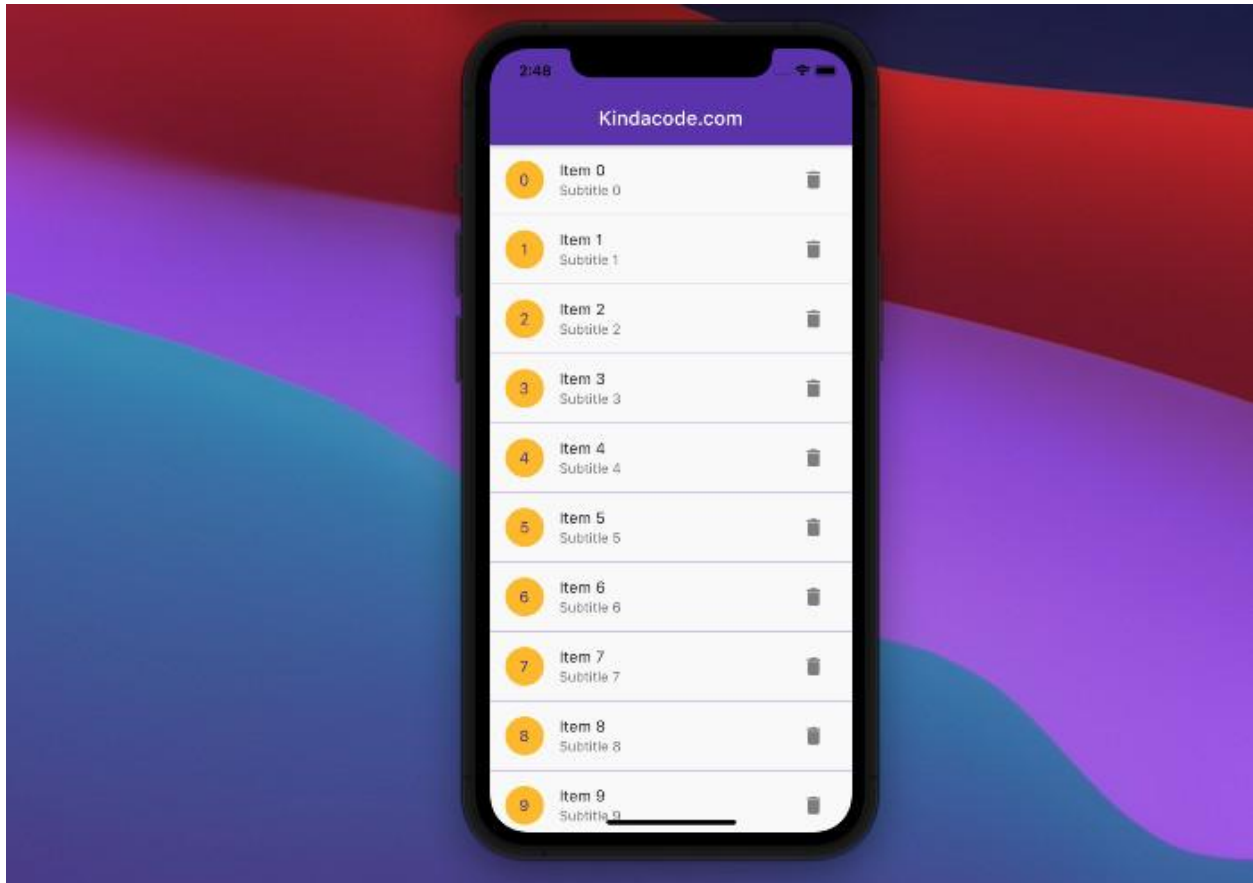 2:48
Kindacode.com
0
Item 0
Subtitle 0
1
Item 1
Subtitle 1
2
Item 2
Subtitle 2
3
Item 3
Subtitle 3
4
Item 4
Subtitle 4
5
Item 5
Subtitle 5
6
Item 6
Subtitle 6
7
Item 7
Subtitle 7
8
Item 8
Subtitle 8
9
Item 9
Subtitle 9